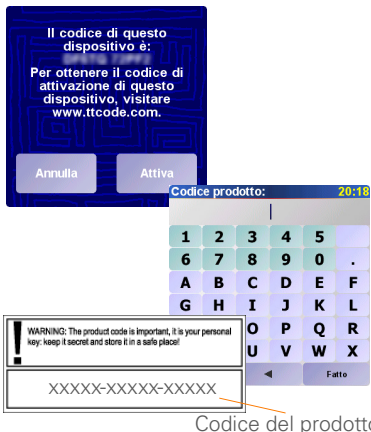 Il codice di questo
dispositivo è:
Per ottenere il codice di
attivazione di questo
dispositivo, visitare
www.ttcode.com.
Annulla Attiva
Codice prodotto: 20:18
1 2 3 4 5
6 7 8 9 0 .
A B C D E F
G H I J K L
O P Q R
U V W X
Fatto
! WARNING: The product code is important, it is your personal
key: keep it secret and store it in a safe place!
XXXXX-XXXXX-XXXXX
Codice del prodotto